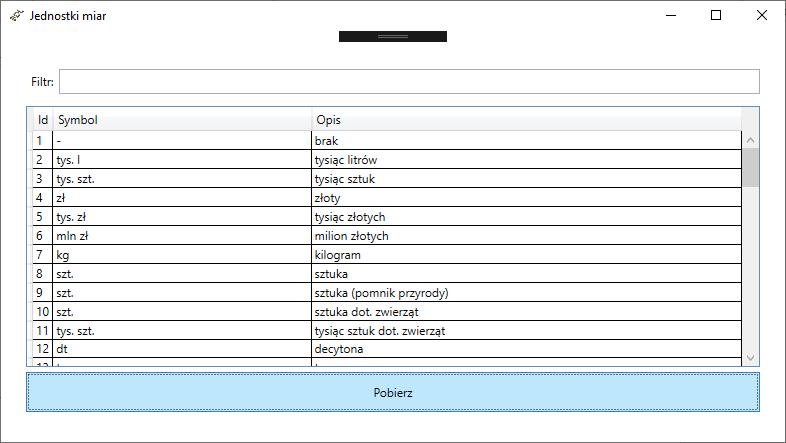 Jednostki miar
Filtr:
Id Symbol Opis
1 - brak
2 tys. l tysiąc litrów
3 tys. szt. tysiąc sztuk
4 zł złoty
5 tys. zł tysiąc złotych
6 mln zł milion złotych
7 kg kilogram
8 szt. sztuka
9 szt. sztuka (pomnik przyrody)
10 szt. sztuka dot. zwierząt
11 tys. szt. tysiąc sztuk dot. zwierząt
12 dt decytona
Pobierz